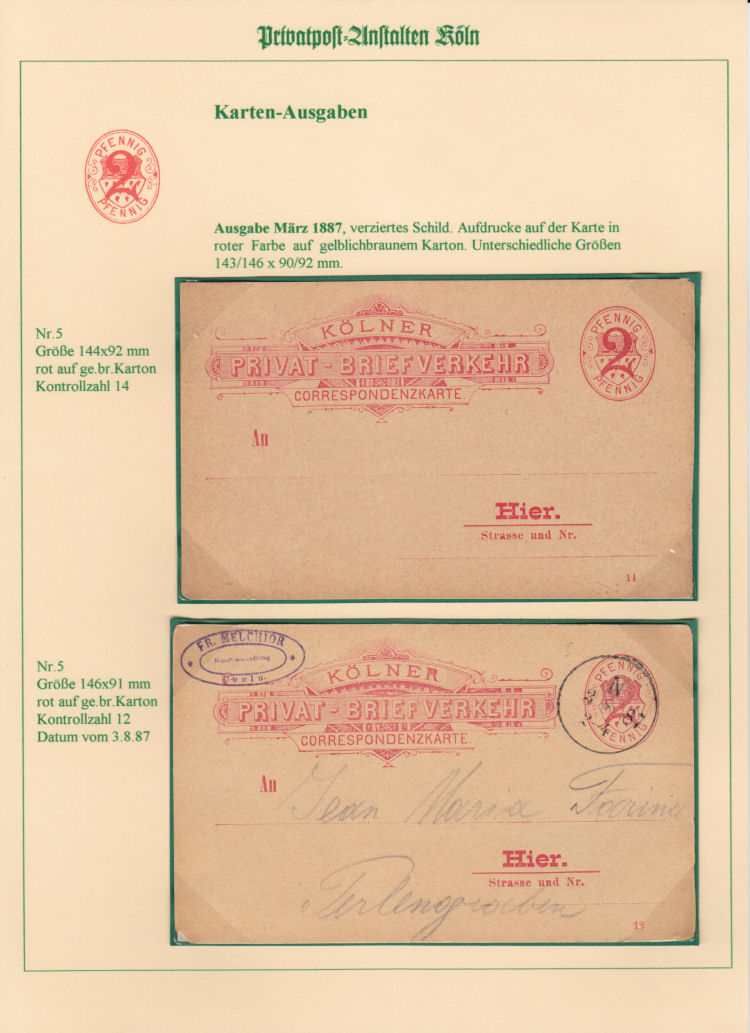 Privatpost-Anstalten Köln
Karten-Ausgaben
PFENNIG
2
PFENNIG
Ausgabe März 1887, verziertes Schild. Aufdrucke auf der Karte in
roter Farbe auf gelblichbraunem Karton. Unterschiedliche Größen
143/146 x 90/92 mm.
Nr.5
Größe 144x92 mm
rot auf ge.br.Karton
Kontrollzahl 14
KÖLNER
PRIVAT-BRIEFVERKEHR
CORRESPONDENZKARTE.
PFENNIG
2
PFENNIG
An
Hier.
Strasse und Nr.
14
Nr.5
Größe 146x91 mm
rot auf ge.br.Karton
Kontrollzahl 12
Datum vom 3.8.87
FR. MELCHIOR
Coeln.
KÖLNER
PRIVAT-BRIEFVERKEHR
CORRESPONDENZKARTE.
PFENNIG
2
PFENNIG
An
Jean Maria Farina
Hier.
Strasse und Nr.
12